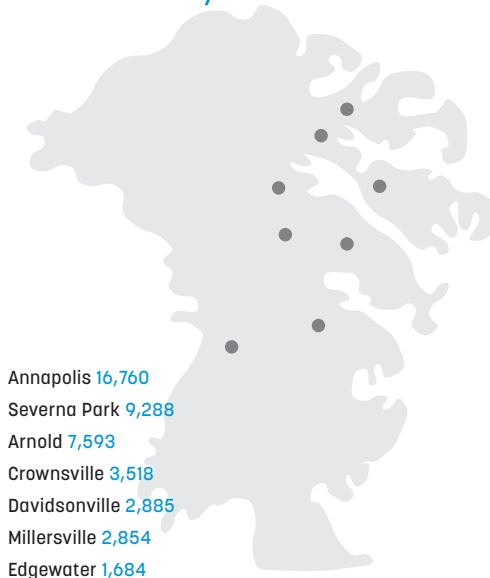 Annapolis 16,760
Severna Park 9,288
Arnold 7,593
Crownsville 3,518
Davidsonville 2,885
Millersville 2,854
Edgewater 1,684